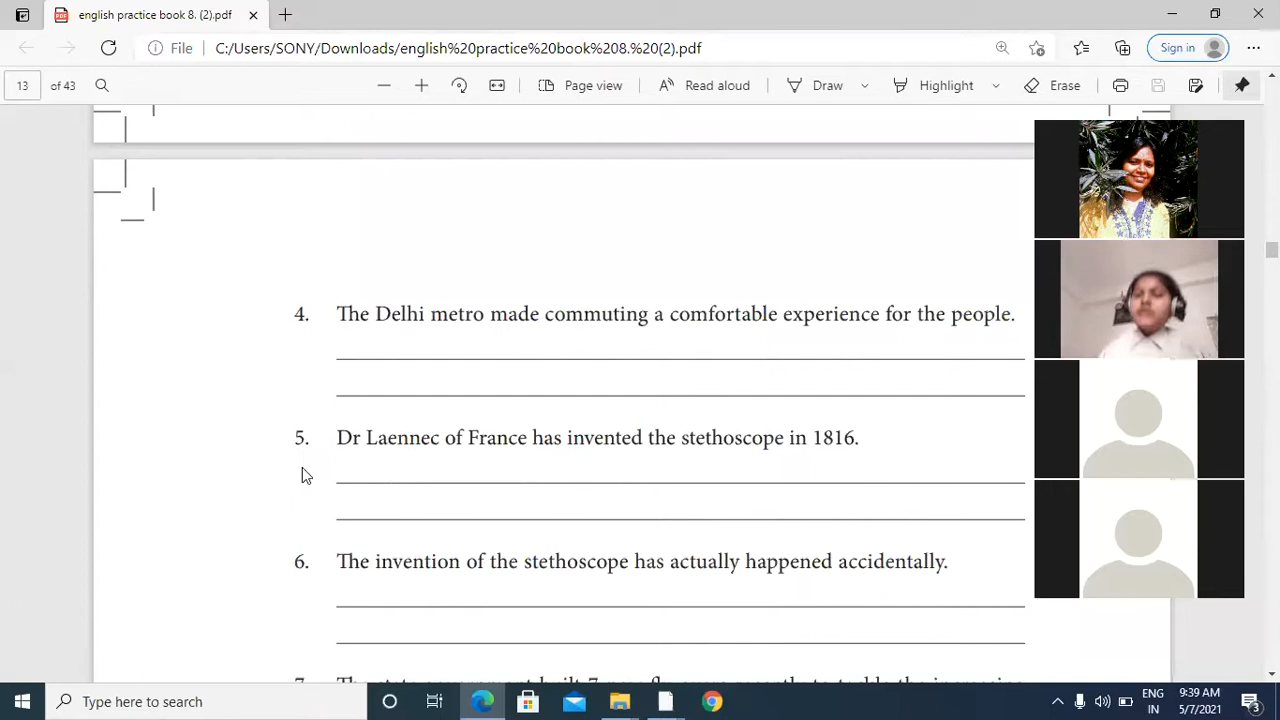 english practice book 8. (2).pdf
File
C:/Users/SONY/Downloads/english%20practice%20book%208.%20(2).pdf
Sign in
13 of 43
Page view
Read aloud
Draw
Highlight
Erase
4. The Delhi metro made commuting a comfortable experience for the people.
5. Dr Laennec of France has invented the stethoscope in 1816.
6. The invention of the stethoscope has actually happened accidentally.
Type here to search
ENG
IN
9:39 AM
5/7/2021
3